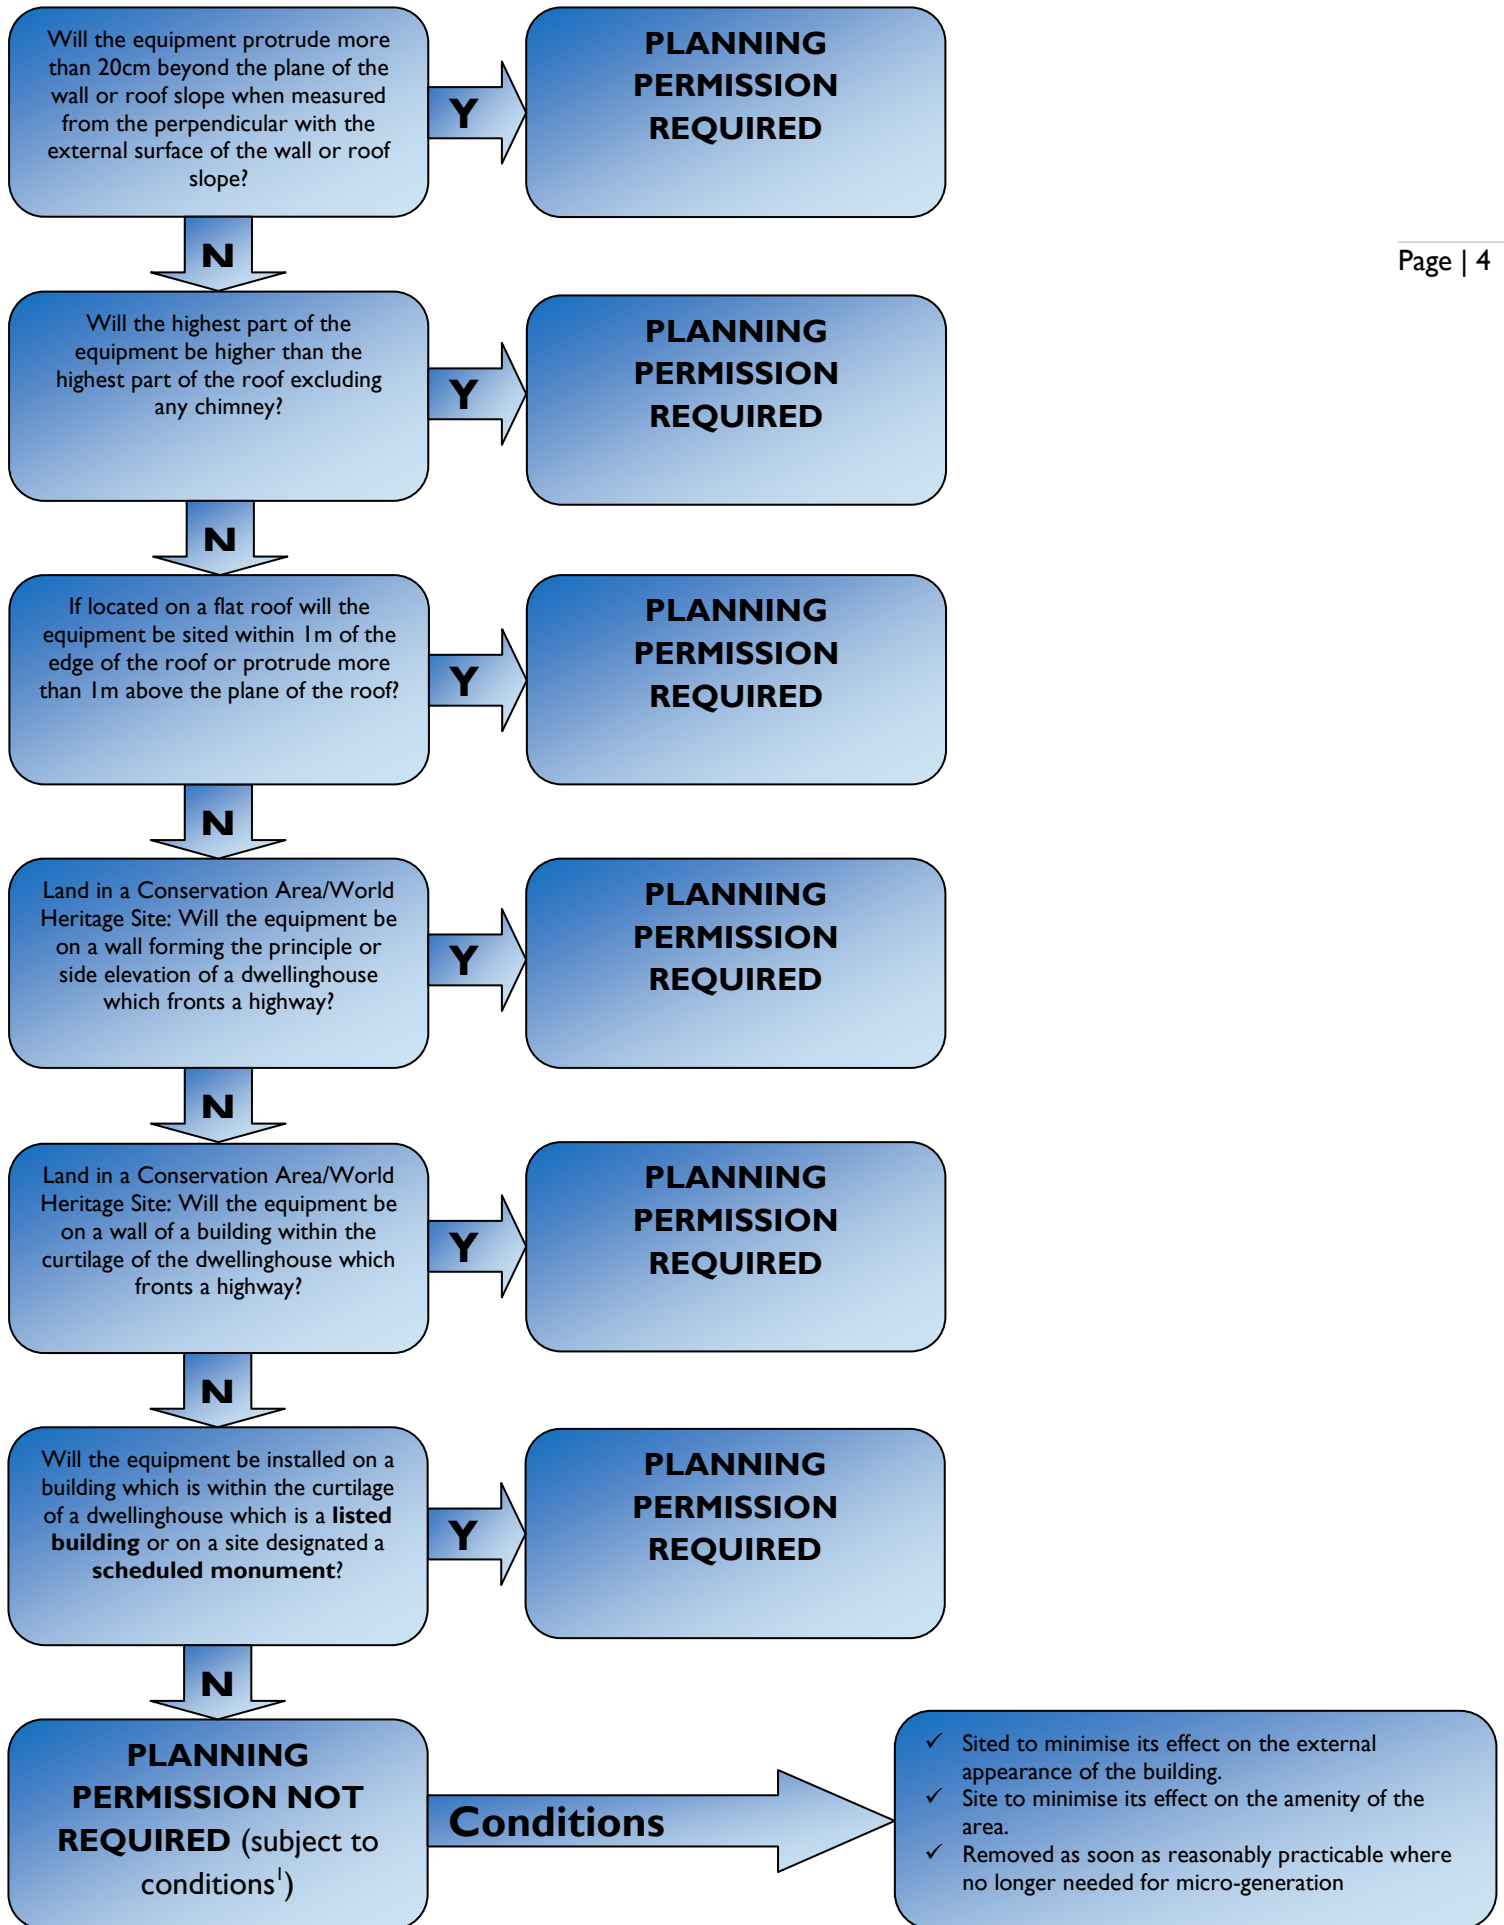 Will the equipment protrude more
than 20cm beyond the plane of the
wall or roof slope when measured
from the perpendicular with the
external surface of the wall or roof
slope?
Y
PLANNING
PERMISSION
REQUIRED
N
Page | 4
Will the highest part of the
equipment be higher than the
highest part of the roof excluding
any chimney?
Y
PLANNING
PERMISSION
REQUIRED
N
If located on a flat roof will the
equipment be sited within 1m of the
edge of the roof or protrude more
than 1m above the plane of the roof?
Y
PLANNING
PERMISSION
REQUIRED
N
Land in a Conservation Area/World
Heritage Site: Will the equipment be
on a wall forming the principle or
side elevation of a dwellinghouse
which fronts a highway?
Y
PLANNING
PERMISSION
REQUIRED
N
Land in a Conservation Area/World
Heritage Site: Will the equipment be
on a wall of a building within the
curtilage of the dwellinghouse which
fronts a highway?
Y
PLANNING
PERMISSION
REQUIRED
N
Will the equipment be installed on a
building which is within the curtilage
of a dwellinghouse which is a listed
building or on a site designated a
scheduled monument?
Y
PLANNING
PERMISSION
REQUIRED
N
PLANNING
PERMISSION NOT
REQUIRED (subject to
conditions¹)
Conditions
✓ Sited to minimise its effect on the external
appearance of the building.
✓ Site to minimise its effect on the amenity of the
area.
✓ Removed as soon as reasonably practicable where
no longer needed for micro-generation